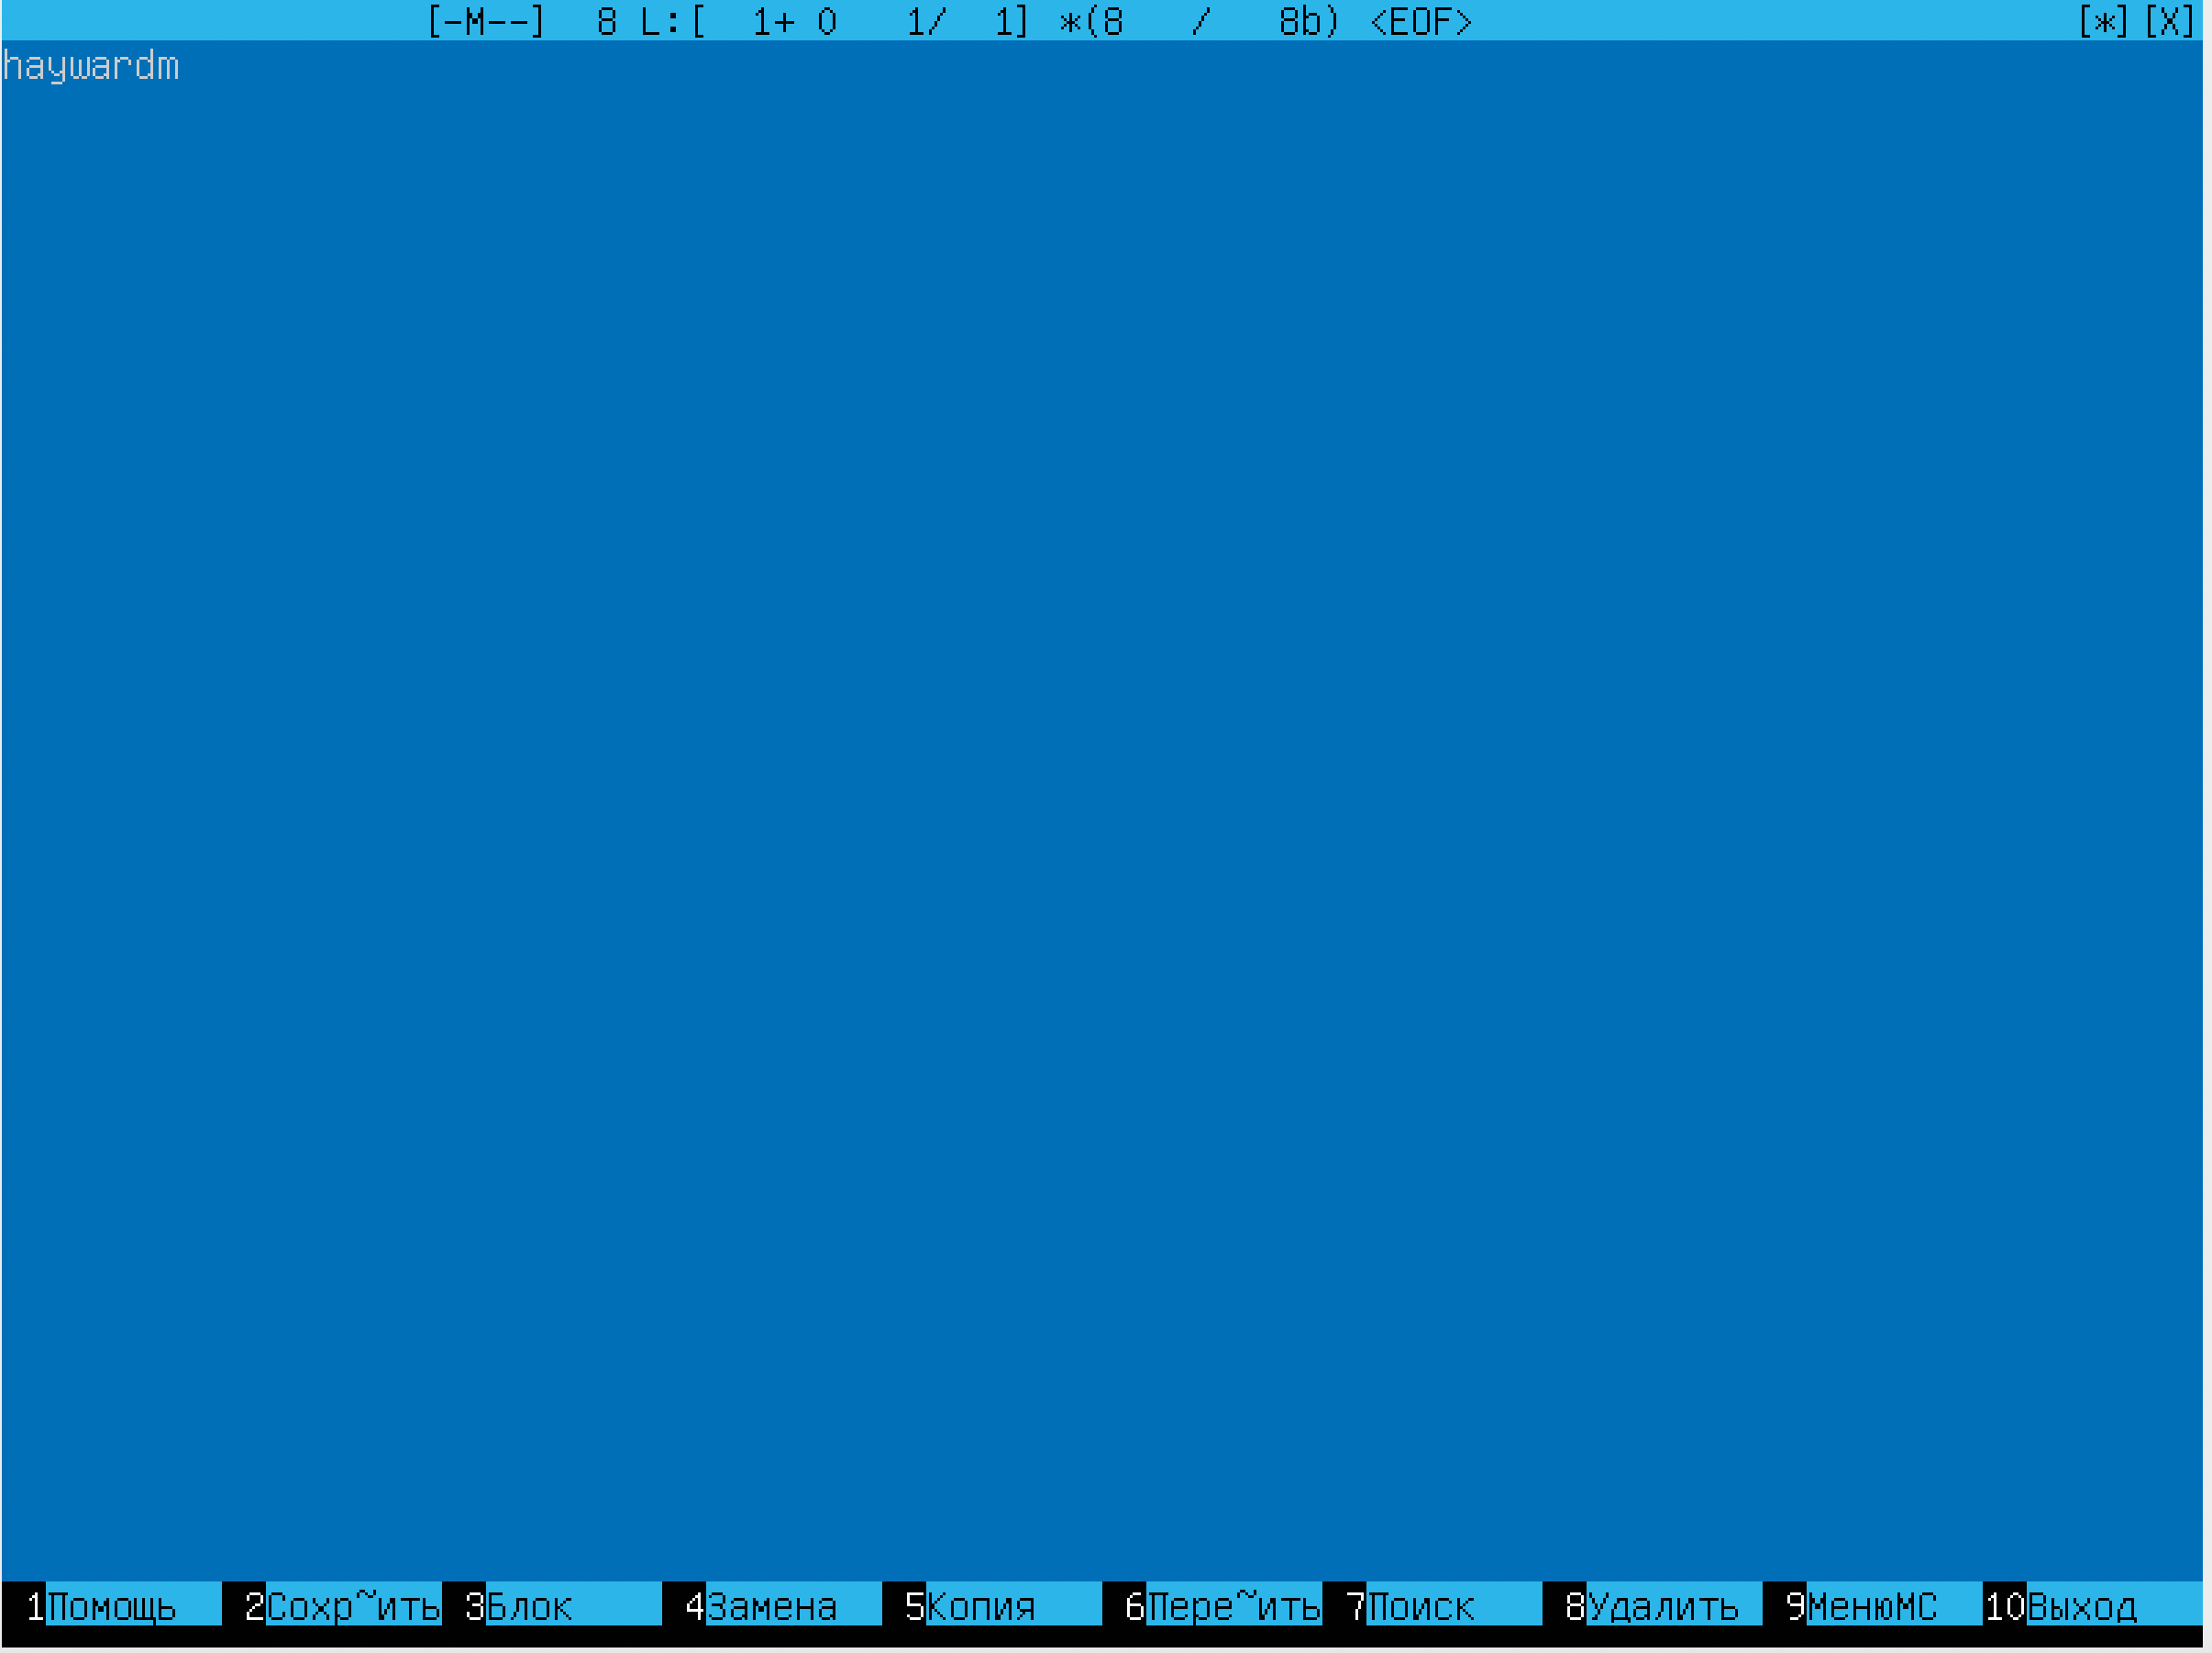 [-M--]  8 L:[  1+ 0   1/  1] *(8   /   8b) <EOF> [*][X]
haywardm
1Помощь 2Сохр~ить 3Блок 4Замена 5Копия 6Пере~ить 7Поиск 8Удалить 9МенюMC 10Выход